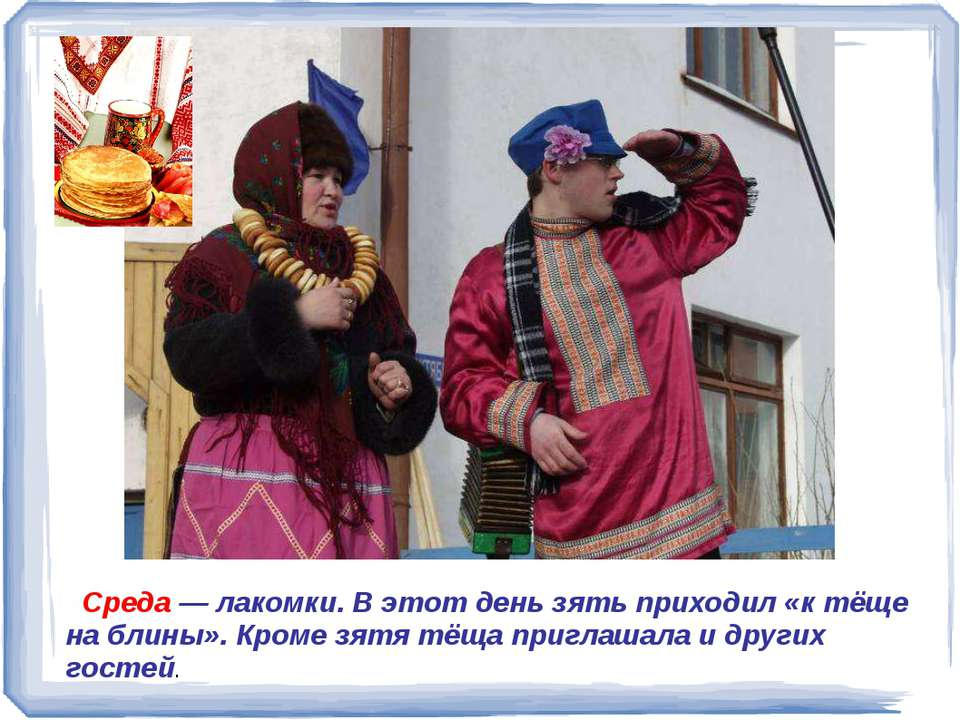 Среда — лакомки. В этот день зять приходил «к тёще
на блины». Кроме зятя тёща приглашала и других
гостей.